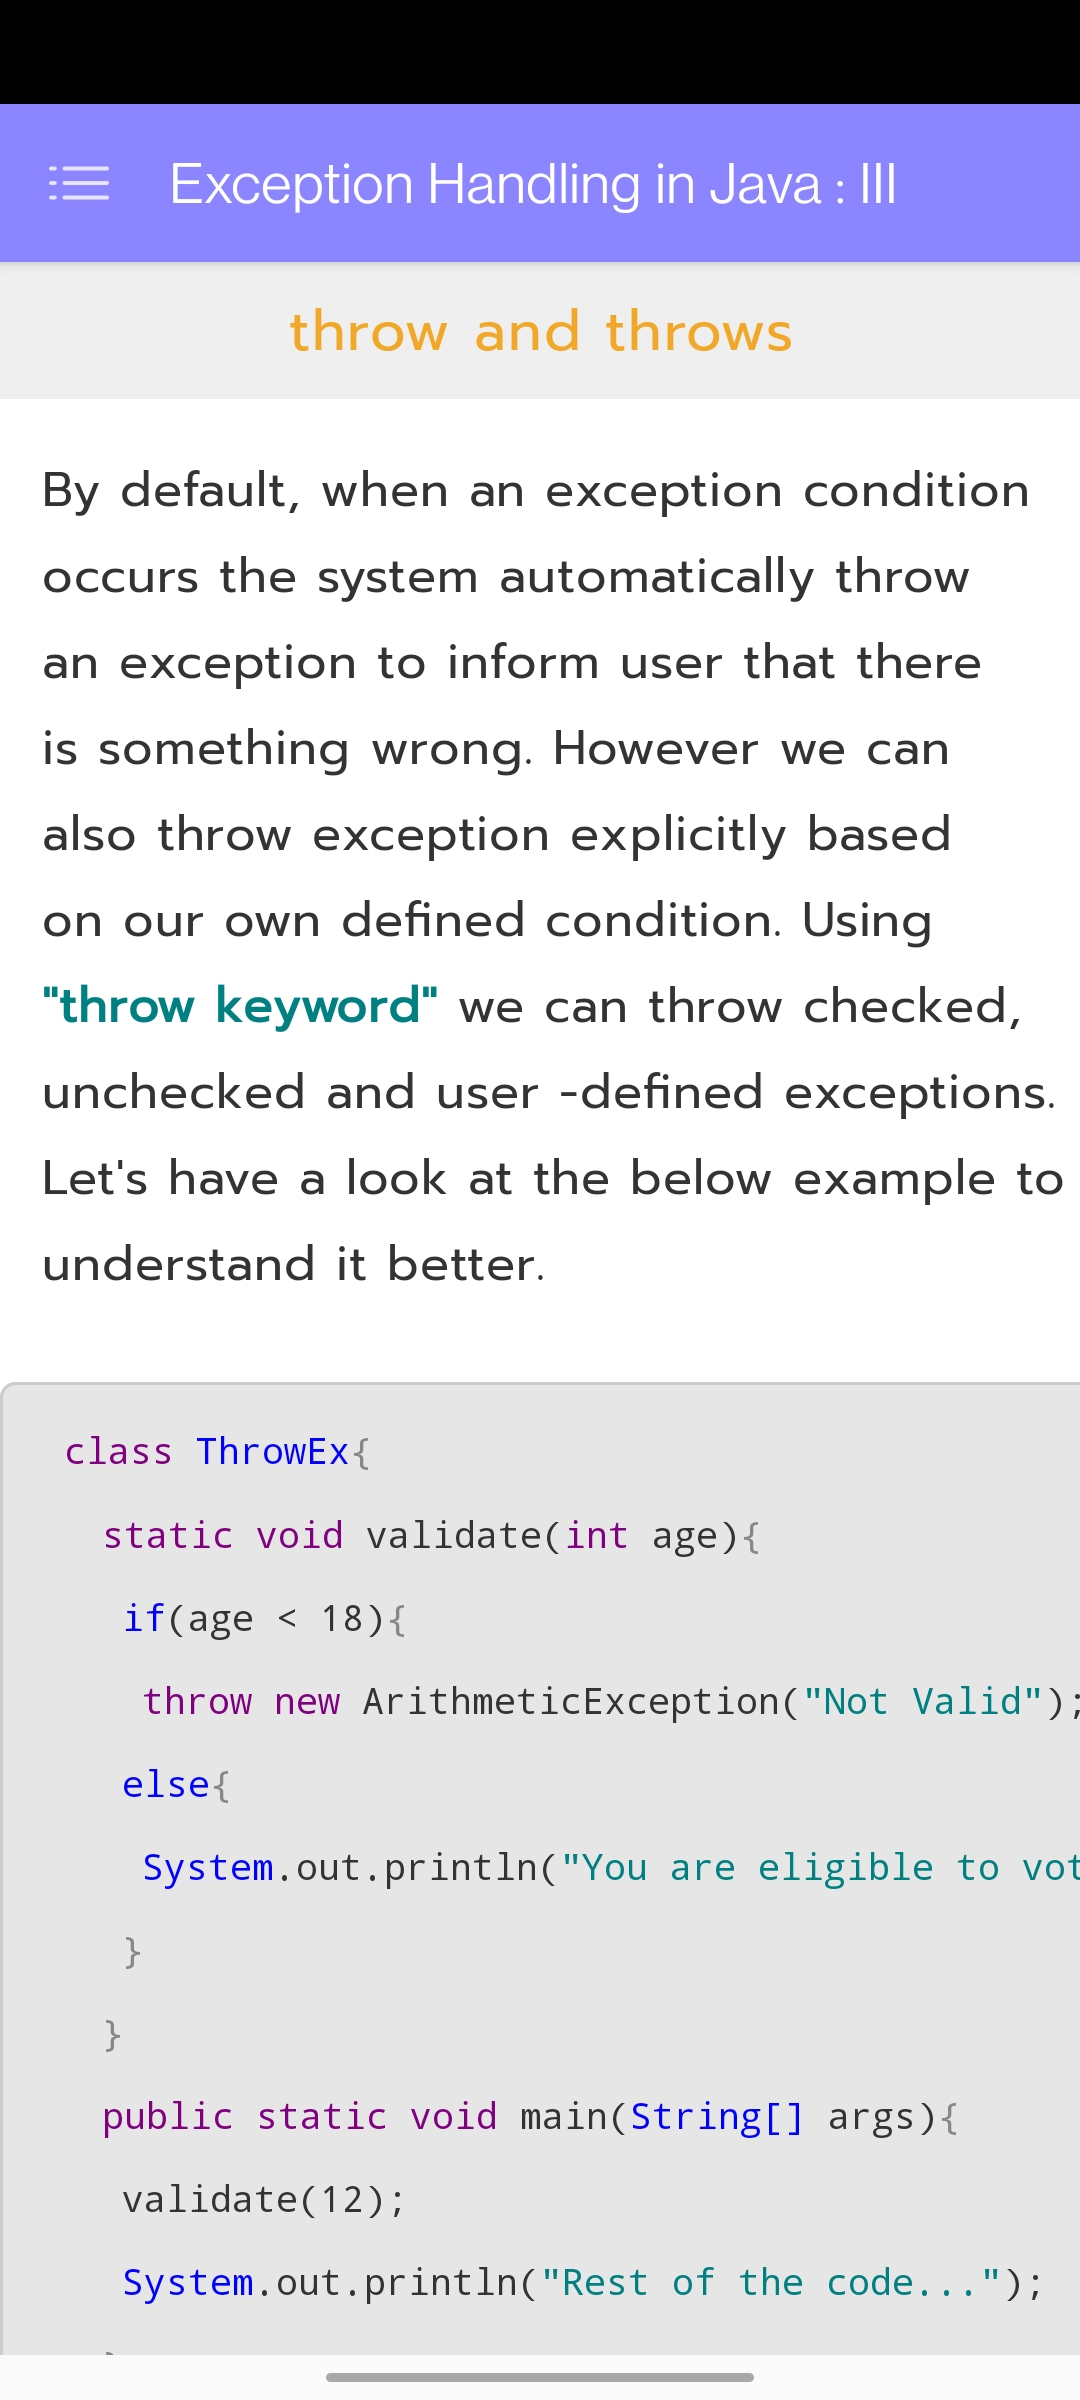 Exception Handling in Java : III
throw and throws
By default, when an exception condition
occurs the system automatically throw
an exception to inform user that there
is something wrong. However we can
also throw exception explicitly based
on our own defined condition. Using
"throw keyword" we can throw checked,
unchecked and user -defined exceptions.
Let's have a look at the below example to
understand it better.
class ThrowEx{
static void validate(int age){
if(age < 18){
throw new ArithmeticException("Not Valid");
else{
System.out.println("You are eligible to vot
}
}
public static void main(String[] args){
validate(12);
System.out.println("Rest of the code...");